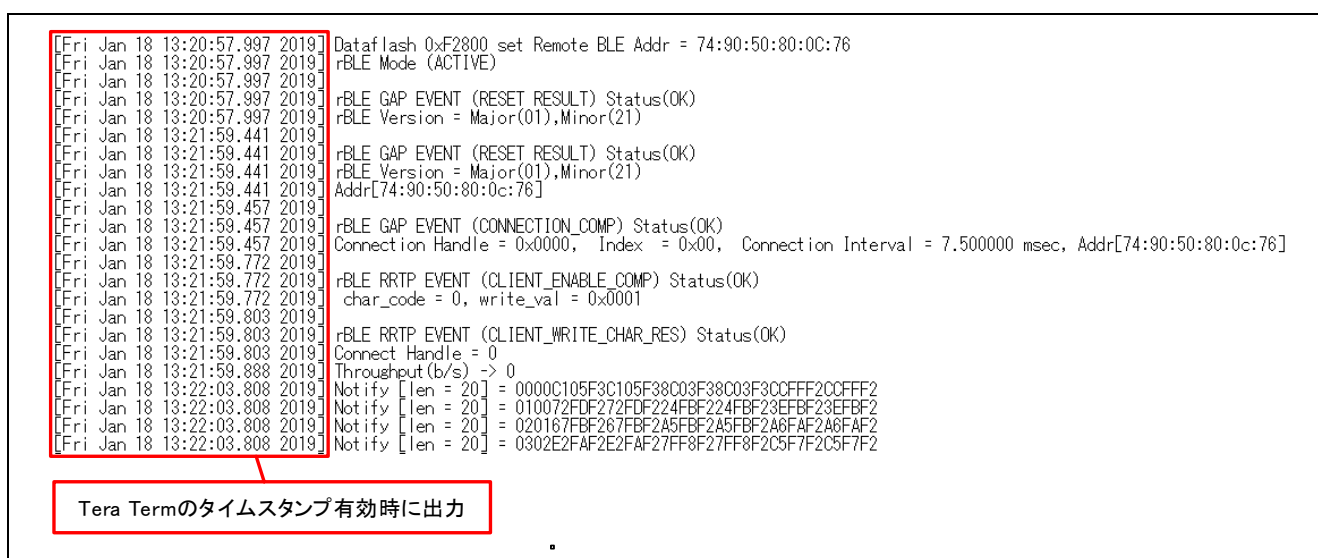 [Fri Jan 18 13:20:57.997 2019] Dataflash 0xF2800 set Remote BLE Addr = 74:90:50:80:0C:76
[Fri Jan 18 13:20:57.997 2019] rBLE Mode (ACTIVE)
[Fri Jan 18 13:20:57.997 2019]
[Fri Jan 18 13:20:57.997 2019] rBLE GAP EVENT (RESET RESULT) Status(OK)
[Fri Jan 18 13:20:57.997 2019] rBLE Version = Major(01),Minor(21)
[Fri Jan 18 13:21:59.441 2019]
[Fri Jan 18 13:21:59.441 2019] rBLE GAP EVENT (RESET RESULT) Status(OK)
[Fri Jan 18 13:21:59.441 2019] rBLE Version = Major(01),Minor(21)
[Fri Jan 18 13:21:59.441 2019] Addr[74:90:50:80:0c:76]
[Fri Jan 18 13:21:59.457 2019]
[Fri Jan 18 13:21:59.457 2019] rBLE GAP EVENT (CONNECTION_COMP) Status(OK)
[Fri Jan 18 13:21:59.457 2019] Connection Handle = 0x0000, Index = 0x00, Connection Interval = 7.500000 msec, Addr[74:90:50:80:0c:76]
[Fri Jan 18 13:21:59.772 2019]
[Fri Jan 18 13:21:59.772 2019] rBLE RRTP EVENT (CLIENT_ENABLE_COMP) Status(OK)
[Fri Jan 18 13:21:59.772 2019] char_code = 0, write_val = 0x0001
[Fri Jan 18 13:21:59.803 2019]
[Fri Jan 18 13:21:59.803 2019] rBLE RRTP EVENT (CLIENT_WRITE_CHAR_RES) Status(OK)
[Fri Jan 18 13:21:59.803 2019] Connect Handle = 0
[Fri Jan 18 13:21:59.888 2019] Throughput(b/s) -> 0
[Fri Jan 18 13:22:03.808 2019] Notify [len = 20] = 0000C105F3C105F38C03F38C03F3CCFFF2CCFFF2
[Fri Jan 18 13:22:03.808 2019] Notify [len = 20] = 010072FDF272FDF224FBF224FBF23EFBF23EFBF2
[Fri Jan 18 13:22:03.808 2019] Notify [len = 20] = 020167FBF267FBF2A5FBF2A5FBF2A6FAF2A6FAF2
[Fri Jan 18 13:22:03.808 2019] Notify [len = 20] = 0302E2FAF2E2FAF27FF8F27FF8F2C5F7F2C5F7F2
Tera Termのタイムスタンプ有効時に出力
。